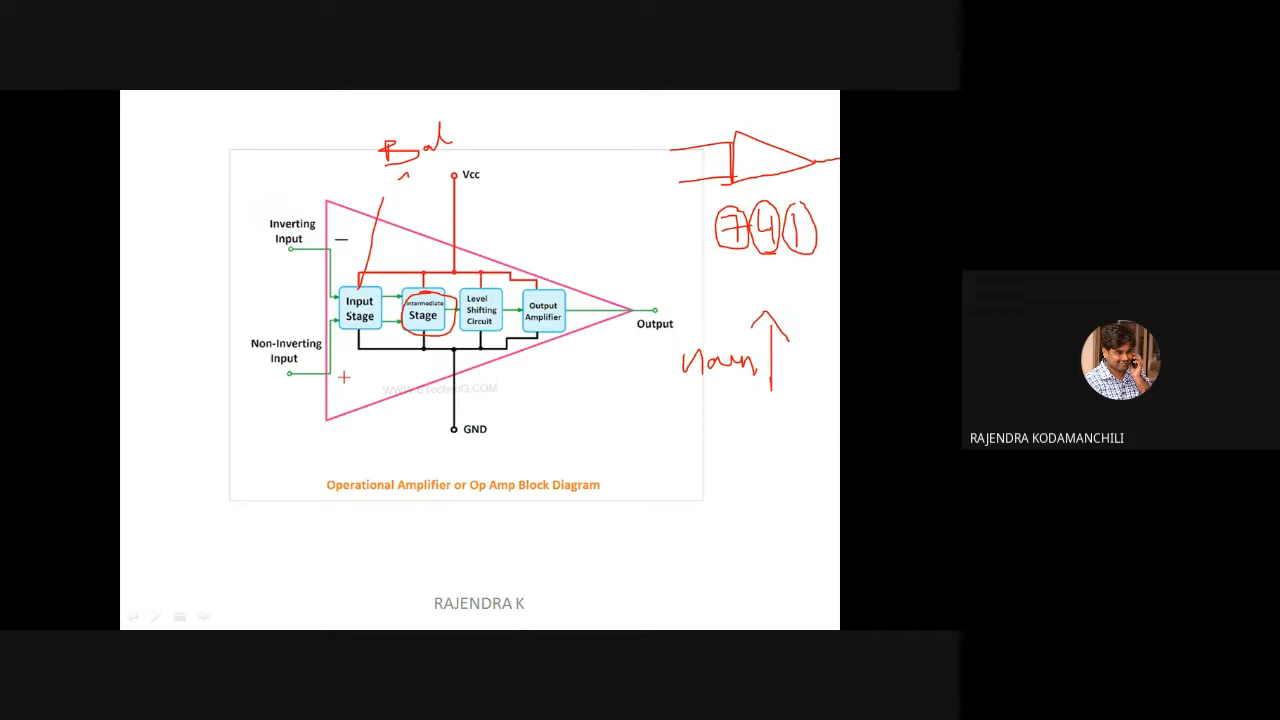 Bal
Vcc
Inverting
Input
—
741
Input
Stage
Intermediate
Stage
Level
Shifting
Circuit
Output
Amplifier
Output
Non-Inverting
Input
+
GND
Operational Amplifier or Op Amp Block Diagram
RAJENDRA K
RAJENDRA KODAMANCHILI